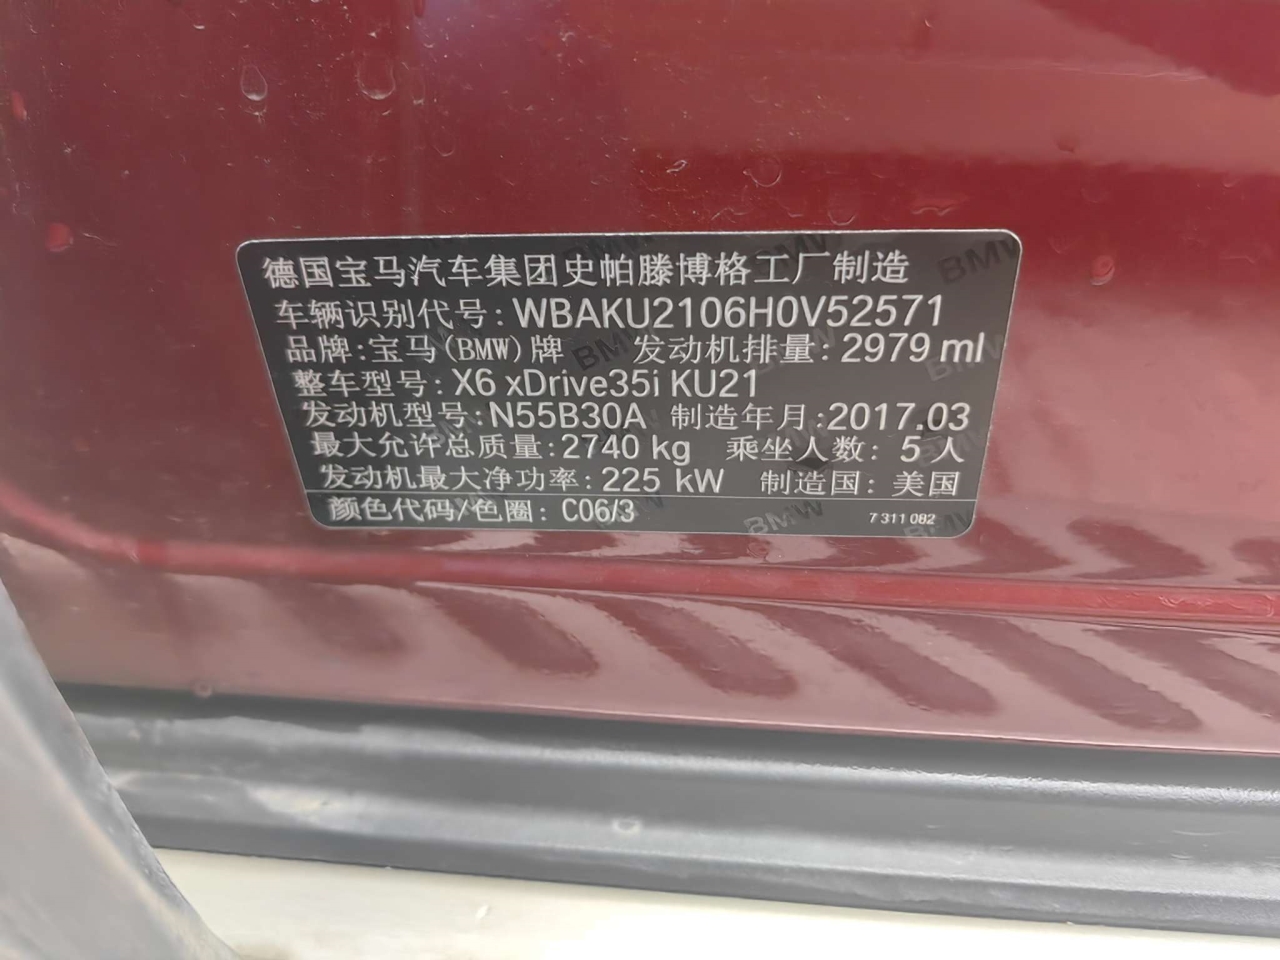 德国宝马汽车集团史帕滕博格工厂制造
车辆识别代号: WBAKU2106H0V52571
品牌:宝马(BMW)牌 发动机排量: 2979 ml
整车型号: X6 xDrive35i KU21
发动机型号: N55B30A 制造年月:2017.03
最大允许总质量:2740 kg 乘坐人数: 5 人
发动机最大净功率: 225 kW 制造国: 美国
颜色代码/色圈: C06/3 7 311 082